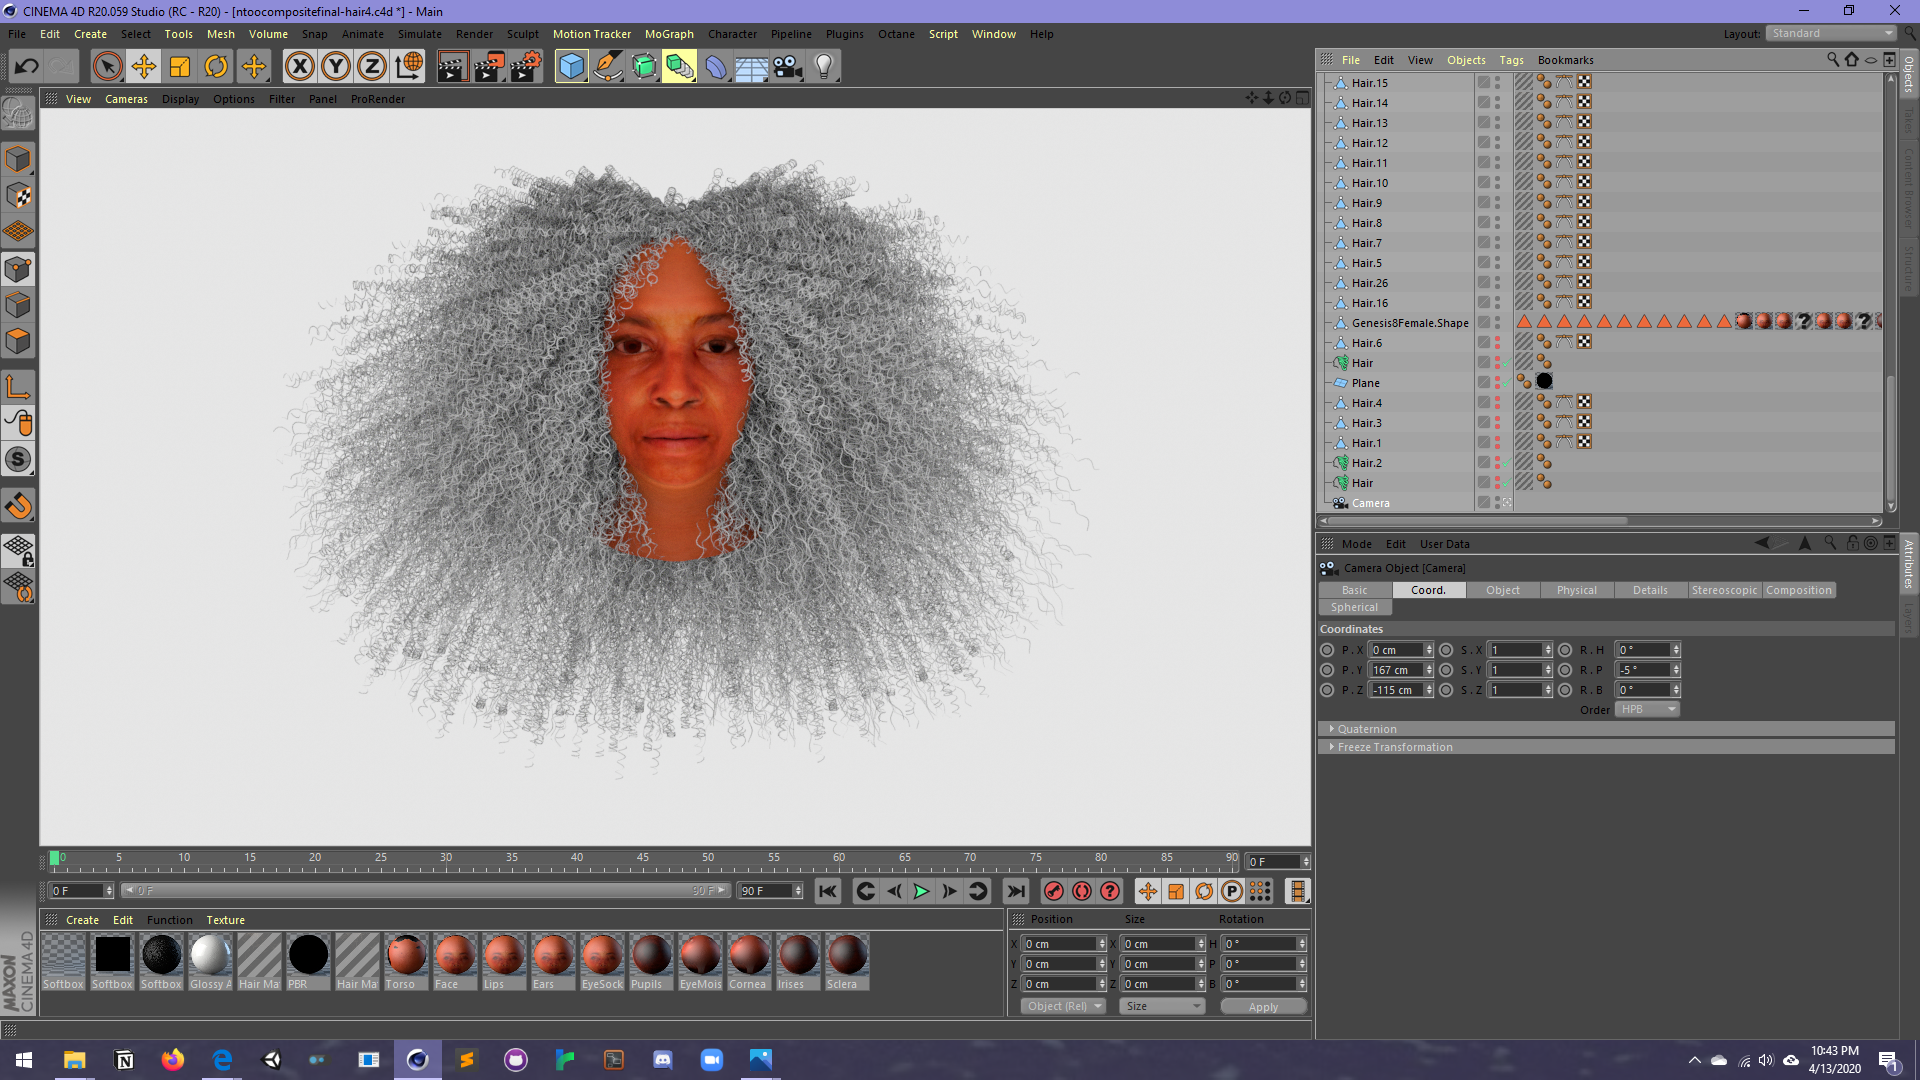 CINEMA 4D R20.059 Studio (RC - R20) - [ntoocompositefinal-hair4.c4d *] - Main
File Edit Create Select Tools Mesh Volume Snap Animate Simulate Render Sculpt Motion Tracker MoGraph Character Pipeline Plugins Octane Script Window Help
Layout: Standard
X Y Z
View Cameras Display Options Filter Panel ProRender
File Edit View Objects Tags Bookmarks
Hair.15
Hair.14
Hair.13
Hair.12
Hair.11
Hair.10
Hair.9
Hair.8
Hair.7
Hair.5
Hair.26
Hair.16
Genesis8Female.Shape
Hair.6
Hair
Plane
Hair.4
Hair.3
Hair.1
Hair.2
Hair
Camera
Objects
Takes
Content Browser
Structure
Mode Edit User Data
Camera Object [Camera]
Basic Coord. Object Physical Details Stereoscopic Composition
Spherical
Coordinates
P . X 0 cm S . X 1 R . H 0 °
P . Y 167 cm S . Y 1 R . P -5 °
P . Z -115 cm S . Z 1 R . B 0 °
Order HPB
Quaternion
Freeze Transformation
Attributes
Layers
S
0 5 10 15 20 25 30 35 40 45 50 55 60 65 70 75 80 85 90 0 F
0 F 0 F 90 F 90 F
P
Create Edit Function Texture
Softbox Softbox Softbox Glossy A Hair Ma PBR Hair Ma Torso Face Lips Ears EyeSock Pupils EyeMois Cornea Irises Sclera
Position Size Rotation
X 0 cm X 0 cm H 0 °
Y 0 cm Y 0 cm P 0 °
Z 0 cm Z 0 cm B 0 °
Object (Rel) Size Apply
MAXON
CINEMA 4D
10:43 PM
4/13/2020
1